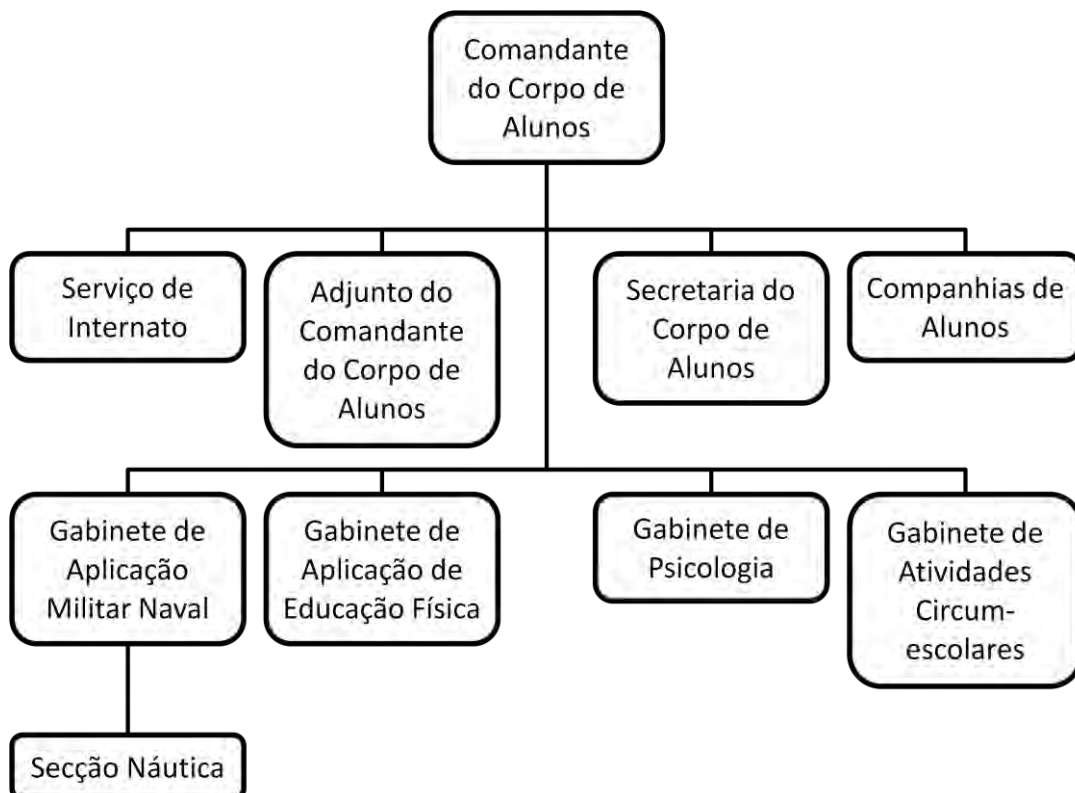 Comandante
do Corpo de
Alunos
Serviço de
Internato
Adjunto do
Comandante
do Corpo de
Alunos
Secretaria do
Corpo de
Alunos
Companhias de
Alunos
Gabinete de
Aplicação
Militar Naval
Gabinete de
Aplicação de
Educação Física
Gabinete de
Psicologia
Gabinete de
Atividades
Circum-
escolares
Secção Náutica